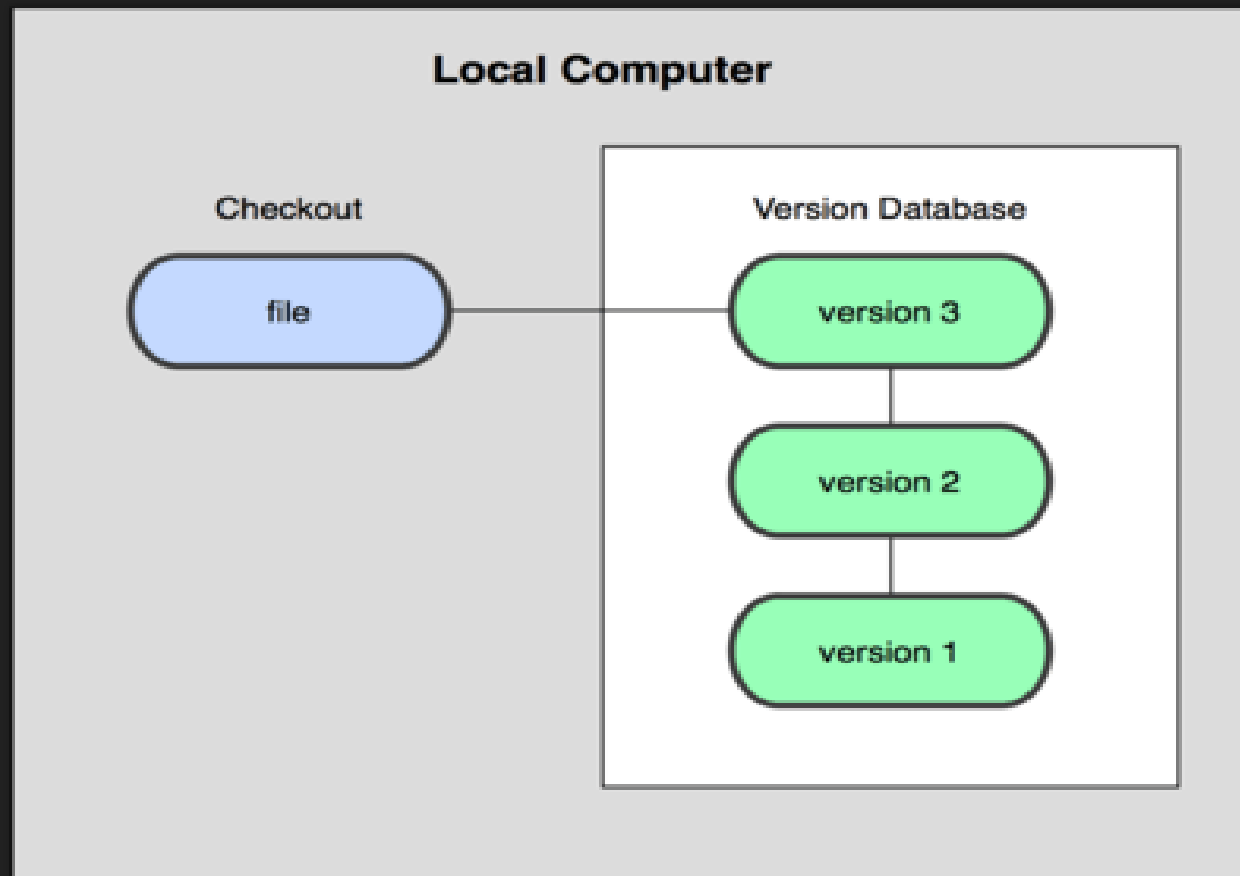 Local Computer
Checkout
Version Database
file
version 3
version 2
version 1